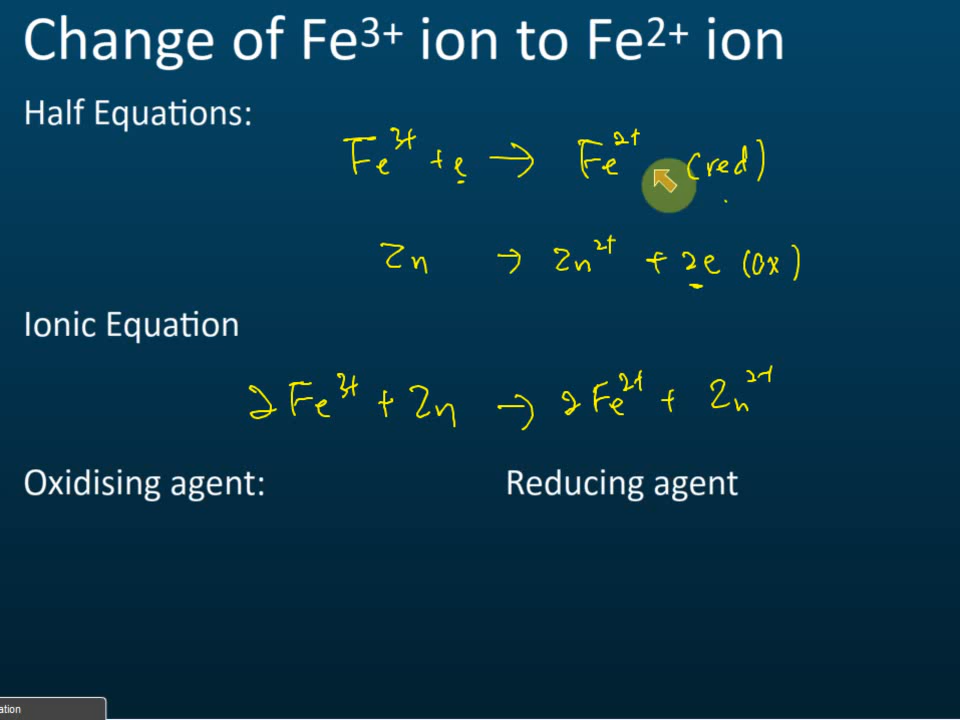 Change of Fe³⁺ ion to Fe²⁺ ion
Half Equations:
Fe³⁺ + e → Fe²⁺ (red)
Zn → Zn²⁺ + 2e (ox)
Ionic Equation
2Fe³⁺ + Zn → 2Fe²⁺ + Zn²⁺
Oxidising agent: Reducing agent
ation